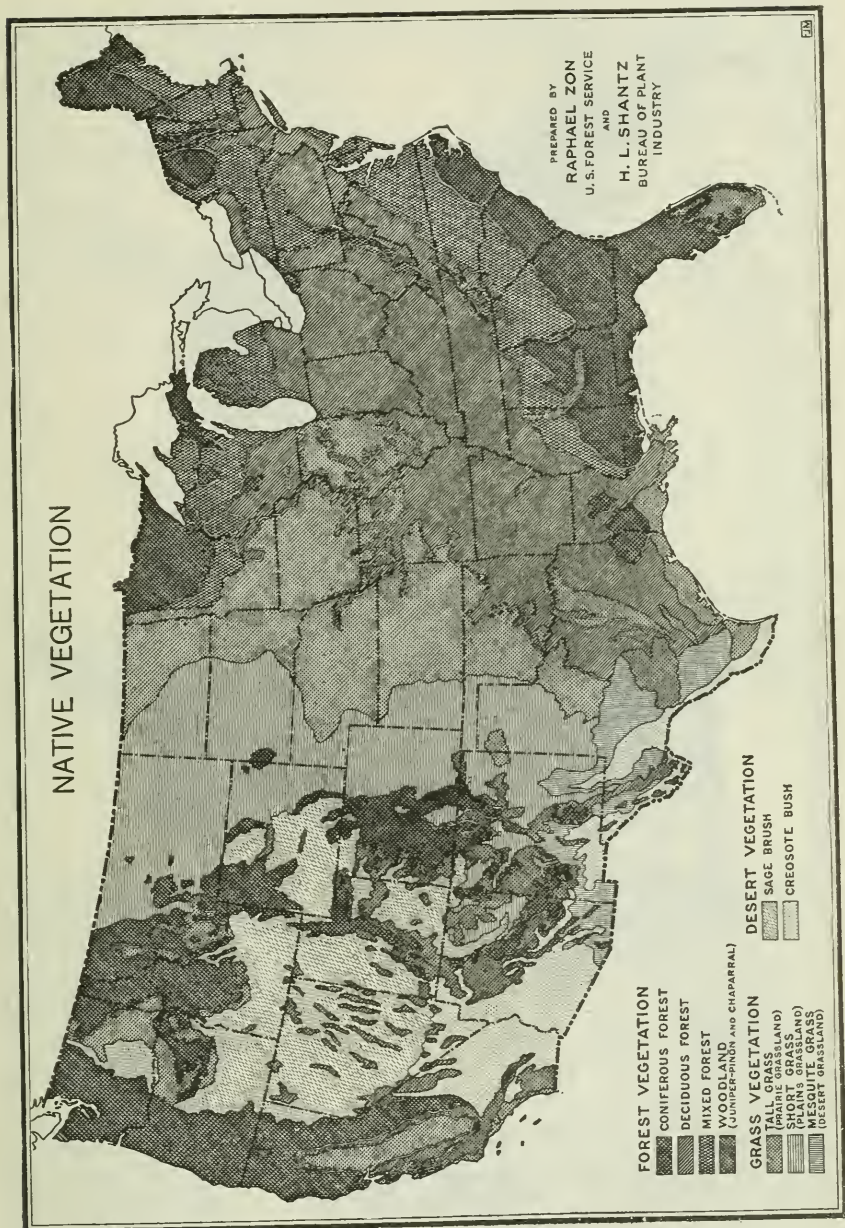 NATIVE VEGETATION
PREPARED BY
RAPHAEL ZON
U.S. FOREST SERVICE
AND
H. L. SHANTZ
BUREAU OF PLANT
INDUSTRY
FOREST VEGETATION
CONIFEROUS FOREST
DECIDUOUS FOREST
MIXED FOREST
WOODLAND
(JUNIPER-PIÑON AND CHAPARRAL)
GRASS VEGETATION
TALL GRASS
(PRAIRIE GRASSLAND)
SHORT GRASS
(PLAINS GRASSLAND)
MESQUITE GRASS
(DESERT GRASSLAND)
DESERT VEGETATION
SAGE BRUSH
CREOSOTE BUSH